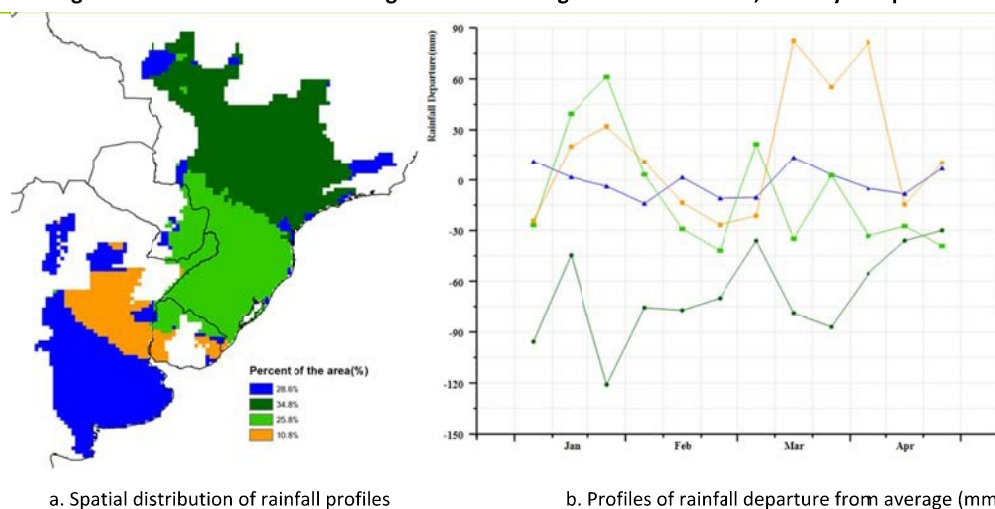 Rainfall Departure(mm)
90
60
30
0
-30
-60
-90
-120
-150
Jan Feb Mar Apr
Percent of the area(%)
28.6%
34.8%
25.8%
10.8%
a. Spatial distribution of rainfall profiles
b. Profiles of rainfall departure from average (mm